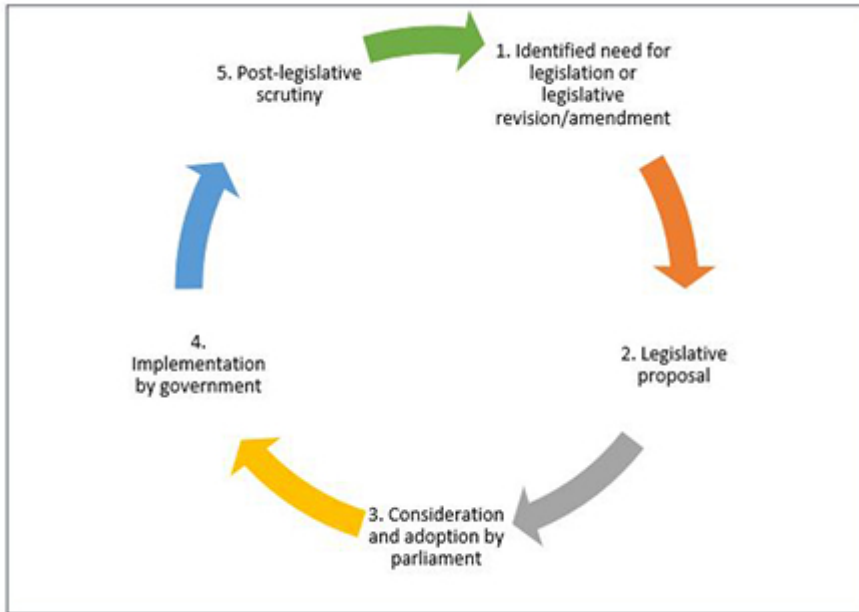 1. Identified need for
legislation or
legislative
revision/amendment
2. Legislative
proposal
3. Consideration
and adoption by
parliament
4.
Implementation
by government
5. Post-legislative
scrutiny